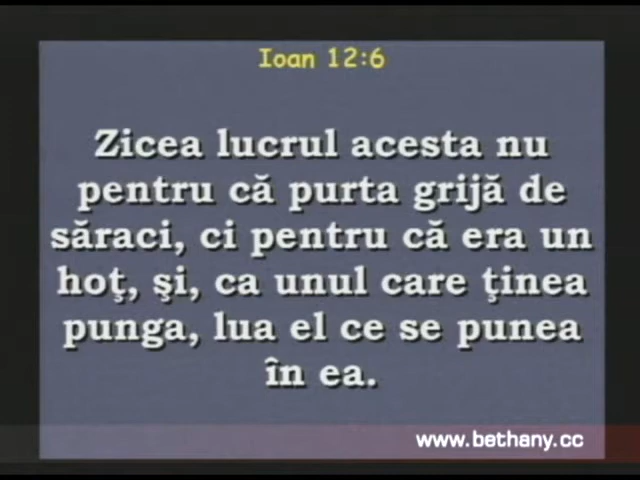 Ioan 12:6
Zicea lucrul acesta nu
pentru că purta grijă de
săraci, ci pentru că era un
hoţ, şi, ca unul care ţinea
punga, lua el ce se punea
în ea.
www.bethany.cc